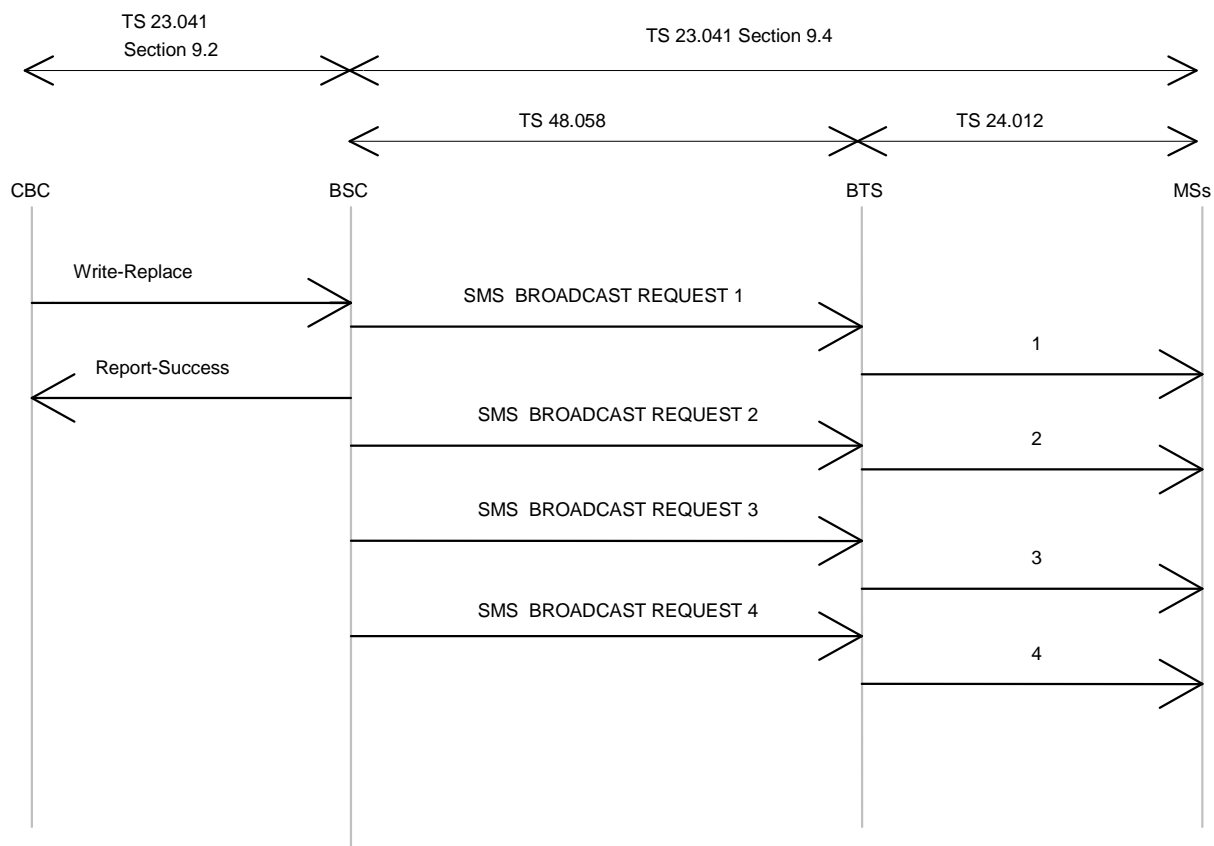 TS 23.041
Section 9.2
TS 23.041 Section 9.4
TS 48.058
TS 24.012
CBC
BSC
BTS
MSs
Write-Replace
SMS BROADCAST REQUEST 1
1
Report-Success
SMS BROADCAST REQUEST 2
2
SMS BROADCAST REQUEST 3
3
SMS BROADCAST REQUEST 4
4